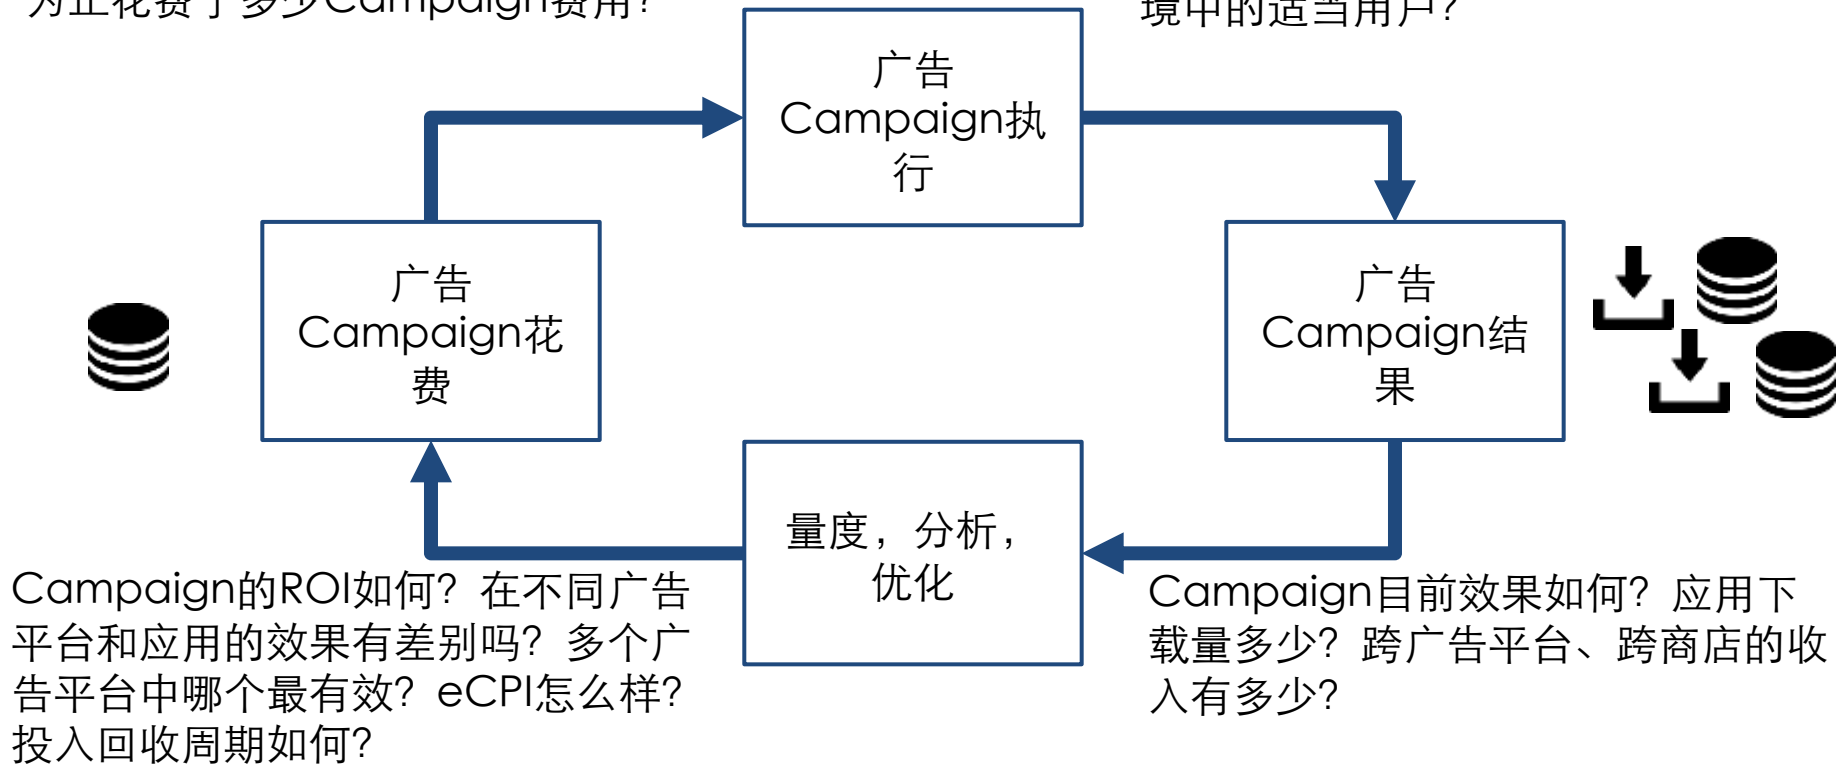 为止花费了多少Campaign费用?
境中的适当用户?
广告
Campaign执
行
广告
Campaign花
费
广告
Campaign结
果
量度，分析，
优化
Campaign的ROI如何? 在不同广告
平台和应用的效果有差别吗? 多个广
告平台中哪个最有效? eCPI怎么样?
投入回收周期如何?
Campaign目前效果如何? 应用下
载量多少? 跨广告平台、跨商店的收
入有多少?